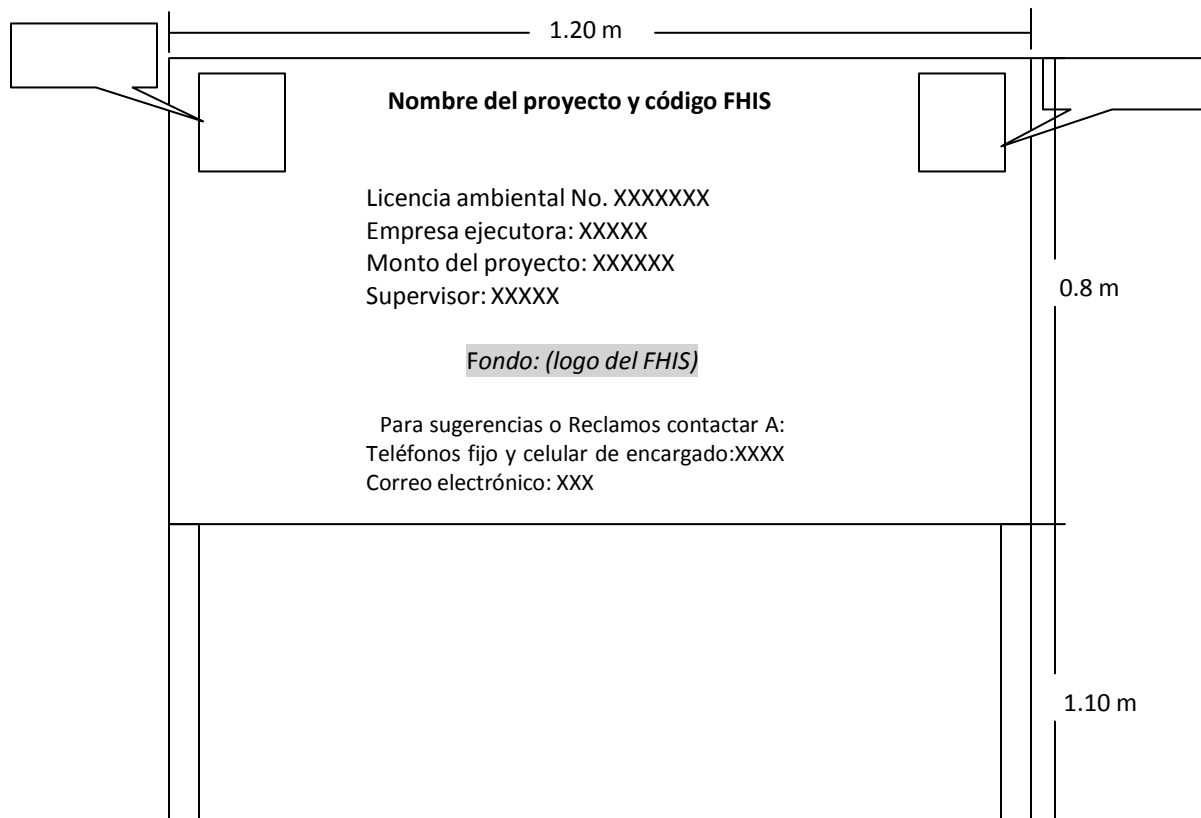 1.20 m
Nombre del proyecto y código FHIS
Licencia ambiental No. XXXXXXX
Empresa ejecutora: XXXXX
Monto del proyecto: XXXXXX
Supervisor: XXXXX
0.8 m
Fondo: (logo del FHIS)
Para sugerencias o Reclamos contactar A:
Teléfonos fijo y celular de encargado:XXXX
Correo electrónico: XXX
1.10 m